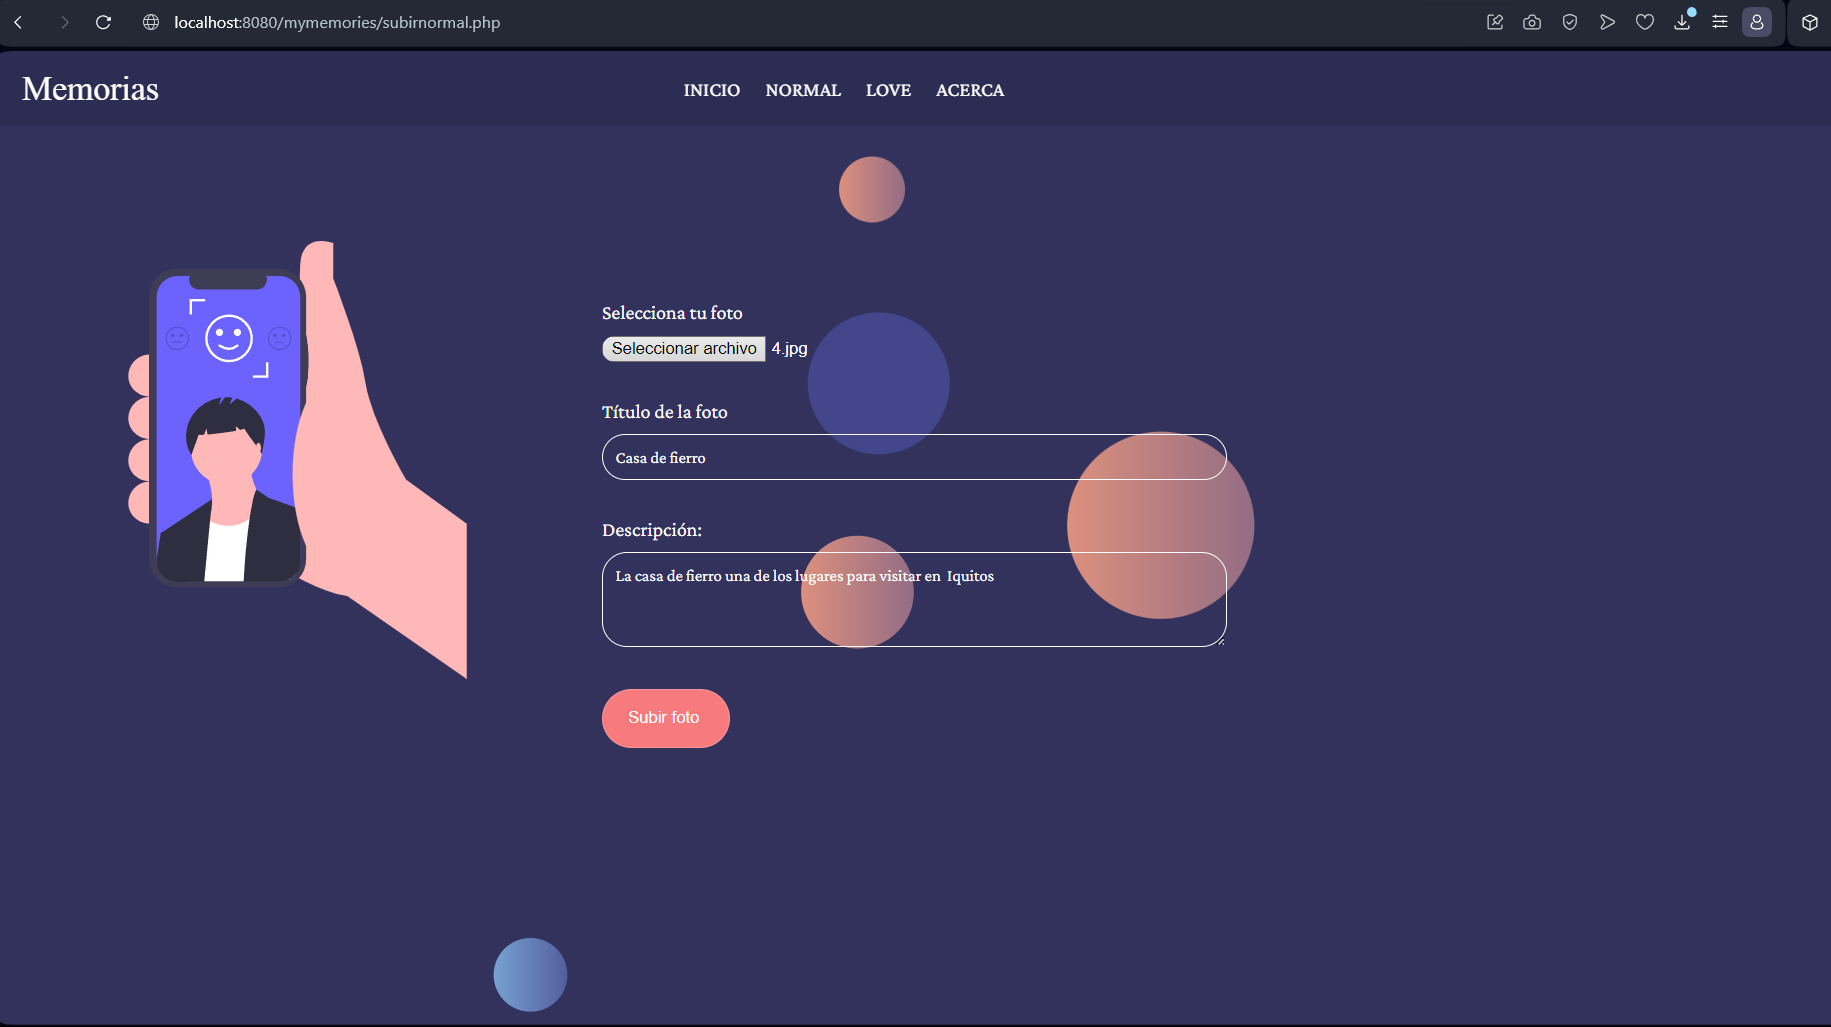 localhost:8080/mymemories/subirnormal.php
Memorias
INICIO NORMAL LOVE ACERCA
Selecciona tu foto
Seleccionar archivo 4.jpg
Título de la foto
Casa de fierro
Descripción:
La casa de fierro una de los lugares para visitar en  Iquitos
Subir foto